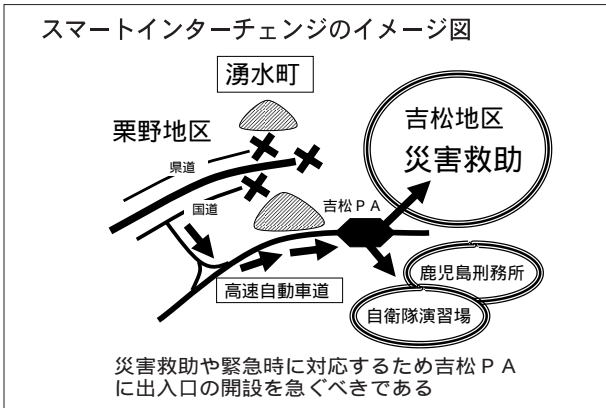 スマートインターチェンジのイメージ図
湧水町
栗野地区
吉松地区
災害救助
県道
国道
吉松ＰＡ
高速自動車道
鹿児島刑務所
自衛隊演習場
災害救助や緊急時に対応するため吉松ＰＡ
に出入口の開設を急ぐべきである